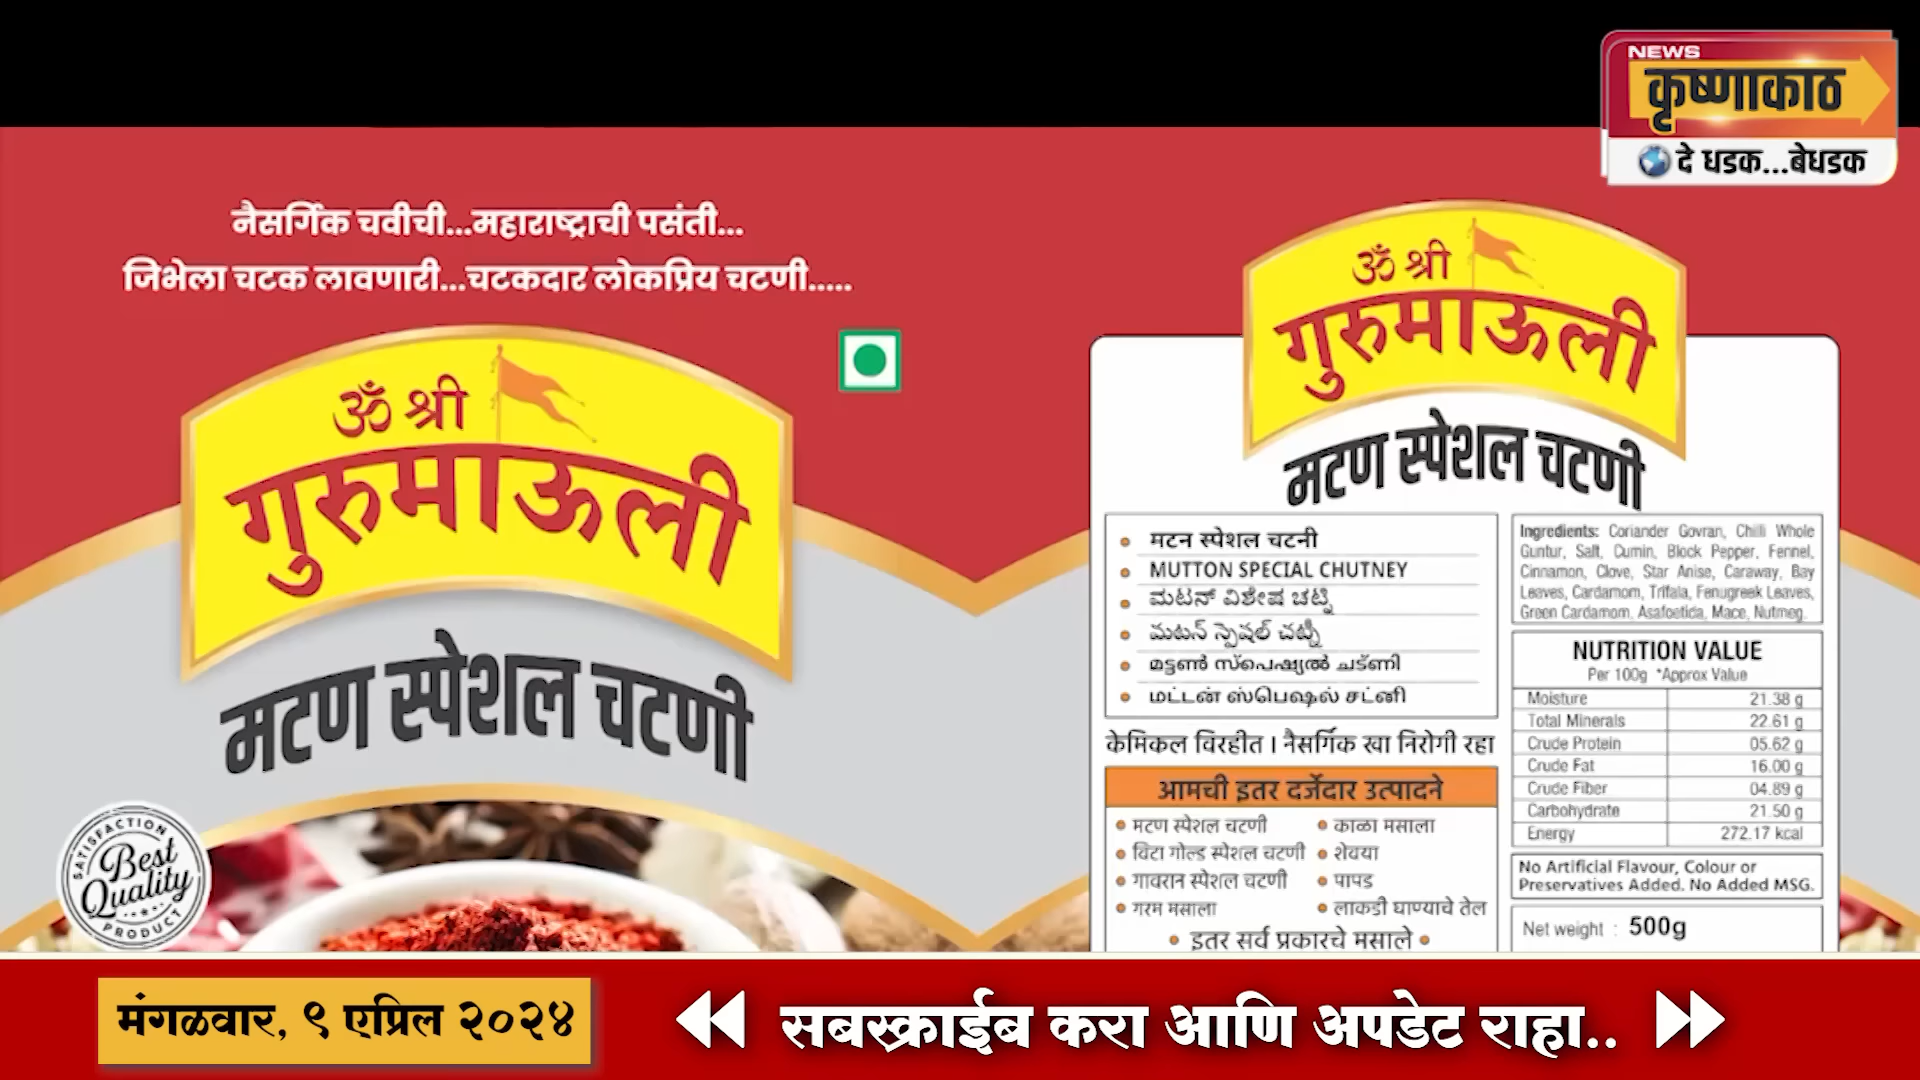 NEWS
कृष्णाकाठ
दे धडक...बेधडक
नैसर्गिक चवीची...महाराष्ट्राची पसंती...
जिभेला चटक लावणारी...चटकदार लोकप्रिय चटणी.....
ॐ श्री
गुरुमाऊली
मटण स्पेशल चटणी
SATISFACTION
Best
Quality
PRODUCT
ॐ श्री
गुरुमाऊली
मटण स्पेशल चटणी
मटन स्पेशल चटनी
MUTTON SPECIAL CHUTNEY
ಮಟನ್ ವಿಶೇಷ ಚಟ್ನಿ
మటన్ స్పెషల్ చట్నీ
മട്ടൺ സ്പെഷ്യൽ ചട്ണി
மட்டன் ஸ்பெஷல் சட்னி
केमिकल विरहीत । नैसर्गिक खा निरोगी रहा
आमची इतर दर्जेदार उत्पादने
मटण स्पेशल चटणी
विटा गोल्ड स्पेशल चटणी
गावरान स्पेशल चटणी
गरम मसाला
काळा मसाला
शेवया
पापड
लाकडी घाण्याचे तेल
इतर सर्व प्रकारचे मसाले
Ingredients: Coriander Govran, Chilli Whole
Guntur, Salt, Cumin, Block Pepper, Fennel,
Cinnamon, Clove, Star Anise, Caraway, Bay
Leaves, Cardamom, Trifala, Fenugreek Leaves,
Green Cardamom, Asafoetida, Mace, Nutmeg.
NUTRITION VALUE
Per 100g *Approx Value
Moisture 21.38 g
Total Minerals 22.61 g
Crude Protein 05.62 g
Crude Fat 16.00 g
Crude Fiber 04.89 g
Carbohydrate 21.50 g
Energy 272.17 kcal
No Artificial Flavour, Colour or
Preservatives Added. No Added MSG.
Net weight : 500g
मंगळवार, ९ एप्रिल २०२४
सबस्क्राईब करा आणि अपडेट राहा..